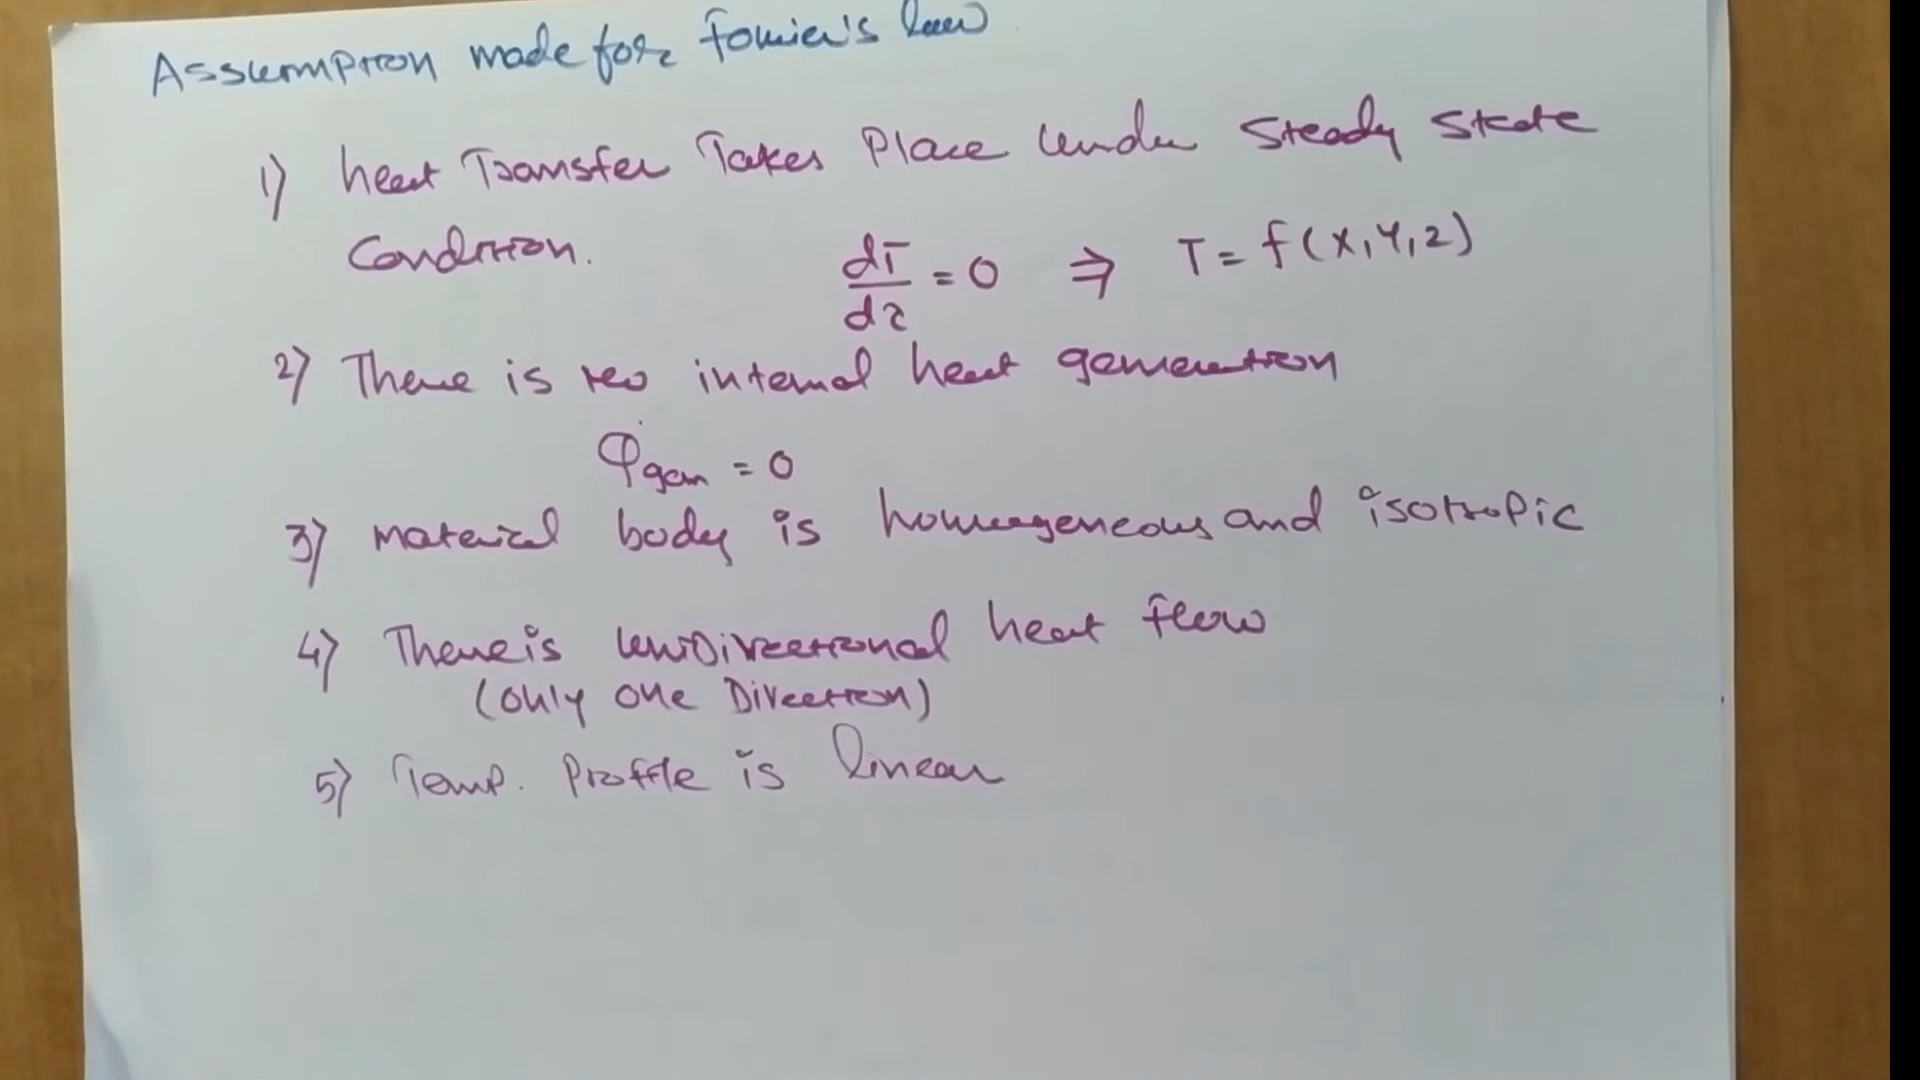 Assumption made for Fourier's law
1) heat Transfer Takes Place under Steady State
Condition.
dT/dτ = 0 ⇒ T = f(x,y,z)
2) There is no internal heat generation
q̇gen = 0
3) material body is homogeneous and isotropic
4) There is uniDirectional heat flow
(only one Direction)
5) Temp. Profile is linear